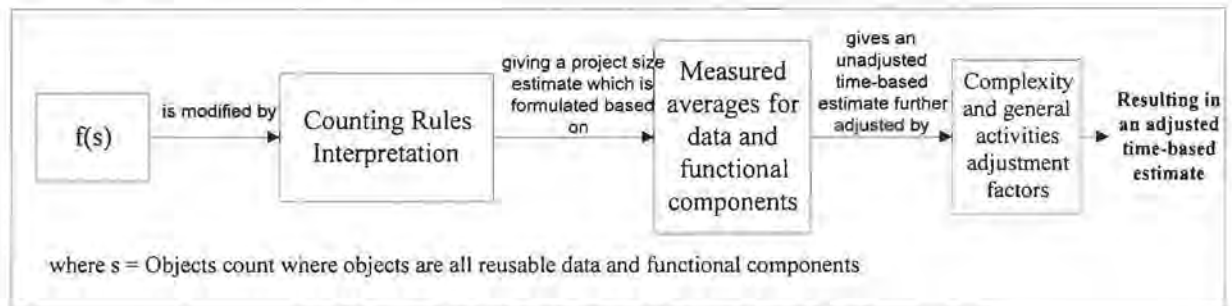 f(s)
is modified by
Counting Rules
Interpretation
giving a project size
estimate which is
formulated based
on
Measured
averages for
data and
functional
components
gives an
unadjusted
time-based
estimate further
adjusted by
Complexity
and general
activities
adjustment
factors
Resulting in
an adjusted
time-based
estimate
where s = Objects count where objects are all reusable data and functional components